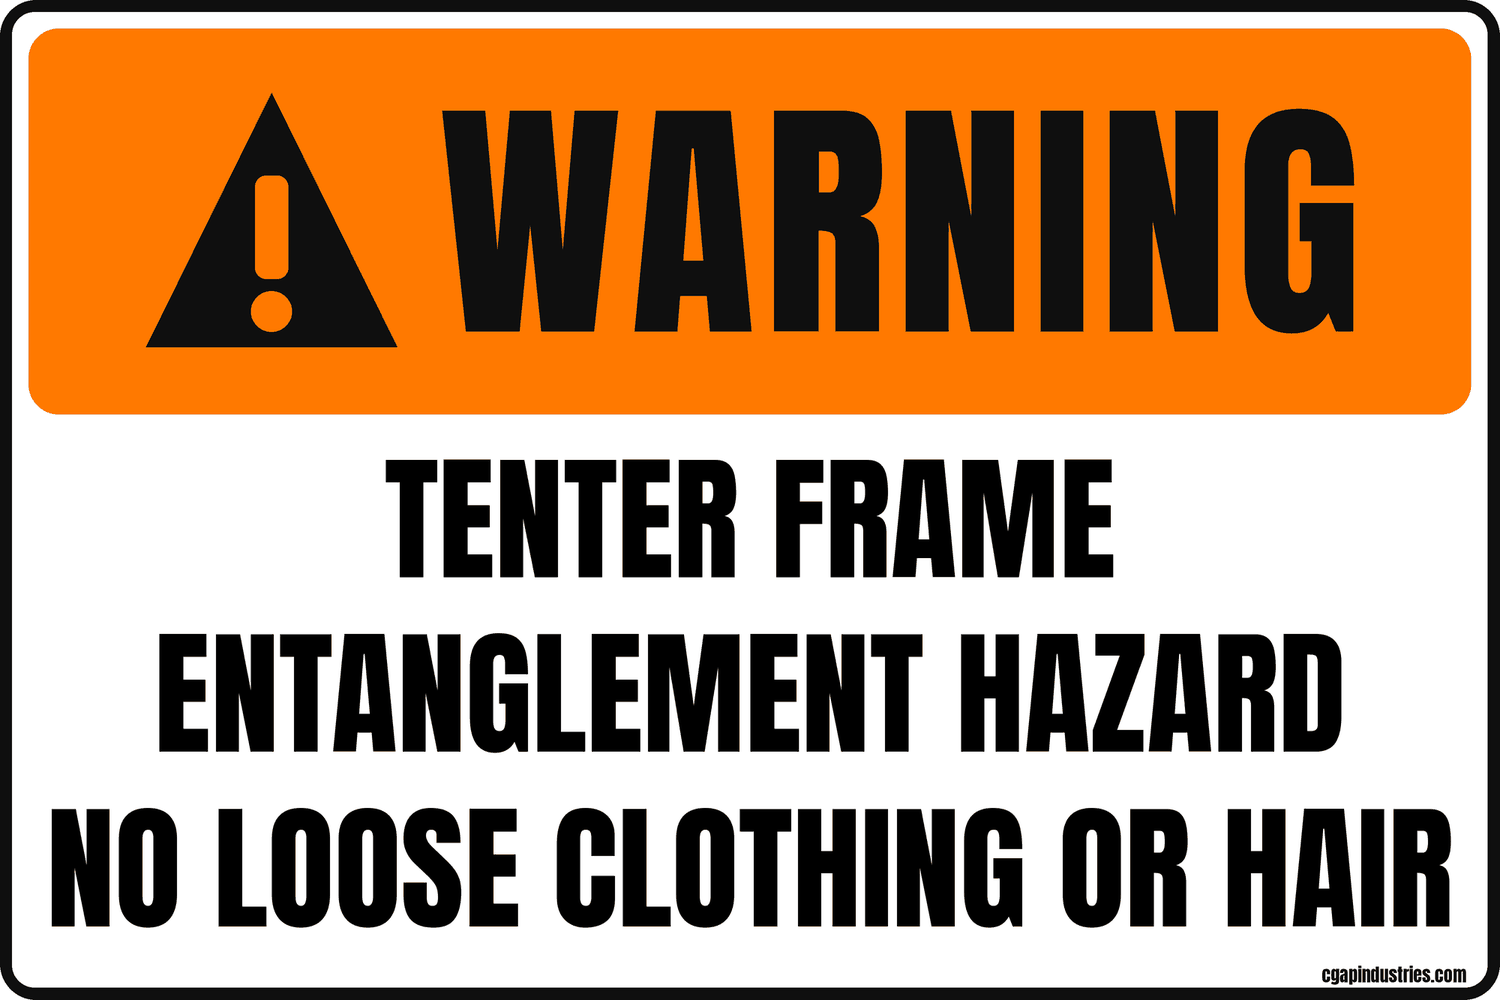 WARNING
TENTER FRAME
ENTANGLEMENT HAZARD
NO LOOSE CLOTHING OR HAIR
cgapindustries.com